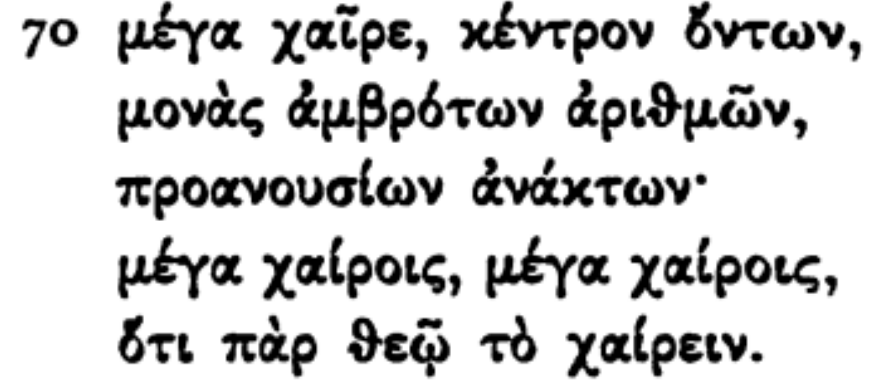 70 μέγα χαῖρε, κέντρον ὄντων,
μονὰς ἀμβρότων ἀριθμῶν,
προανουσίων ἀνάκτων·
μέγα χαίροις, μέγα χαίροις,
ὅτι πὰρ θεῷ τὸ χαίρειν.